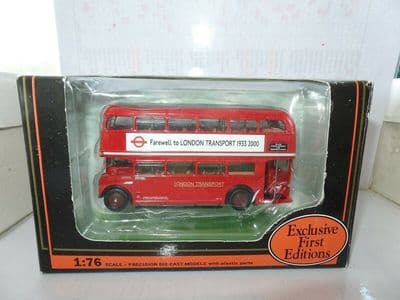 Farewell to LONDON TRANSPORT 1933 2000
LONDON TRANSPORT
1:76 SCALE - PRECISION DIE CAST MODELS with plastic parts
Exclusive
First
Editions